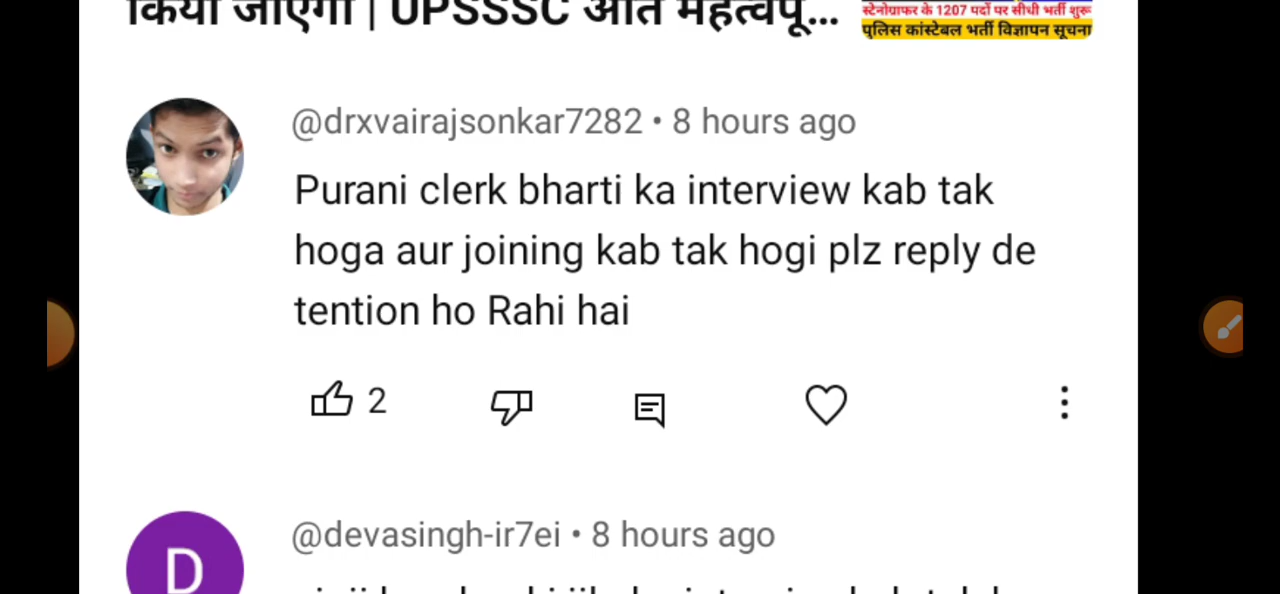 किया जाएगा | UPSSSC अति महत्वपू...
स्टेनोग्राफर के 1207 पदों पर सीधी भर्ती शुरू
पुलिस कांस्टेबल भर्ती विज्ञापन सूचना
@drxvairajsonkar7282 • 8 hours ago
Purani clerk bharti ka interview kab tak
hoga aur joining kab tak hogi plz reply de
tention ho Rahi hai
2
@devasingh-ir7ei • 8 hours ago
D